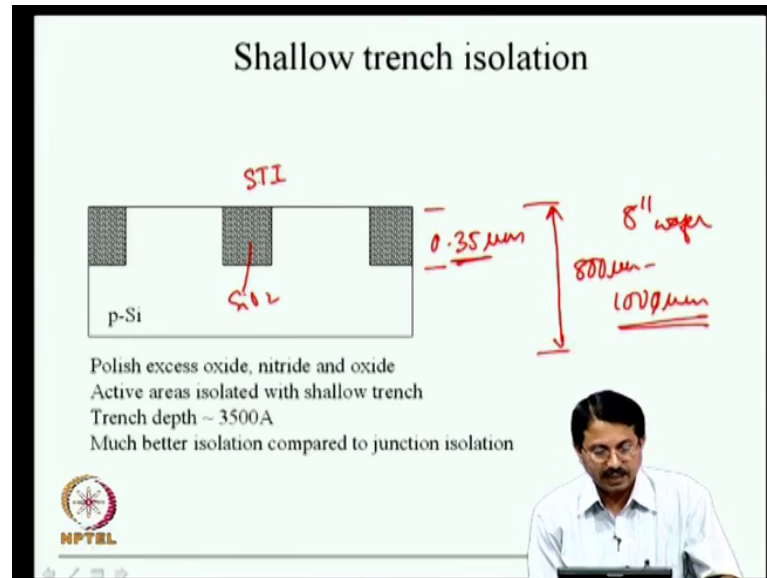 Shallow trench isolation
STI
0.35 µm
8" wafer
800 µm -
1000 µm
SiO2
p-Si
Polish excess oxide, nitride and oxide
Active areas isolated with shallow trench
Trench depth ~ 3500A
Much better isolation compared to junction isolation
NPTEL